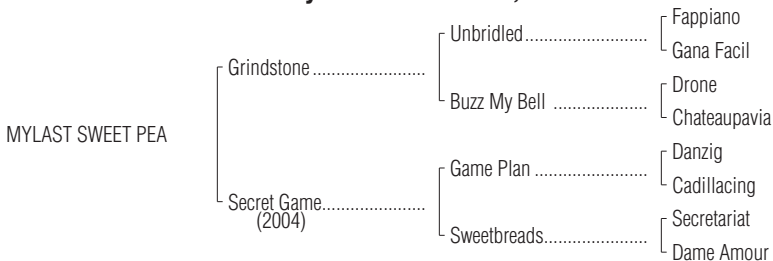 MYLAST SWEET PEA
Grindstone
Secret Game
(2004)
Unbridled
Buzz My Bell
Game Plan
Sweetbreads
Fappiano
Gana Facil
Drone
Chateaupavia
Danzig
Cadillacing
Secretariat
Dame Amour